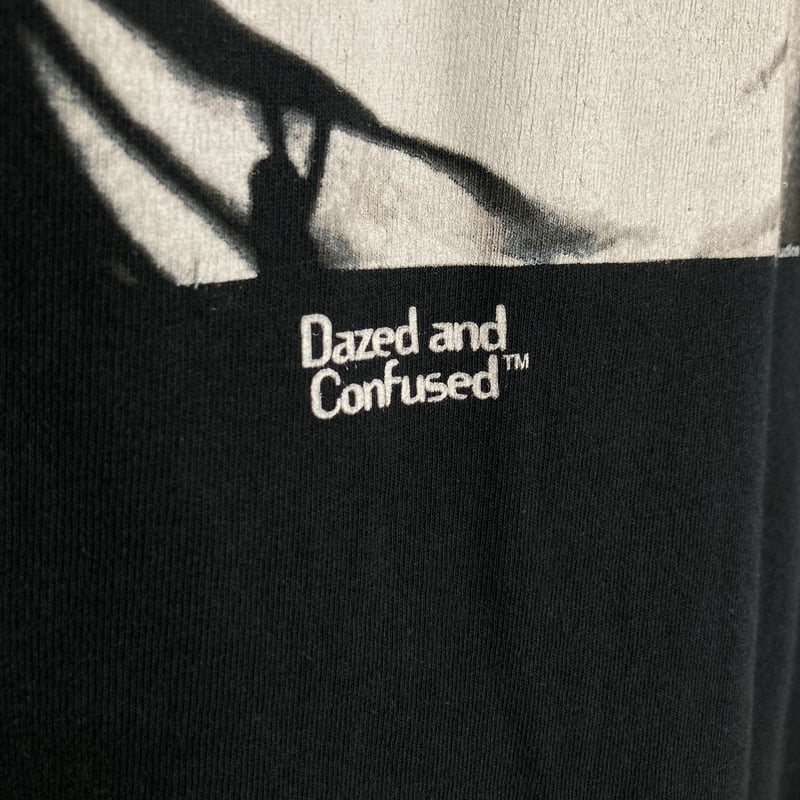 Dazed and
Confused™